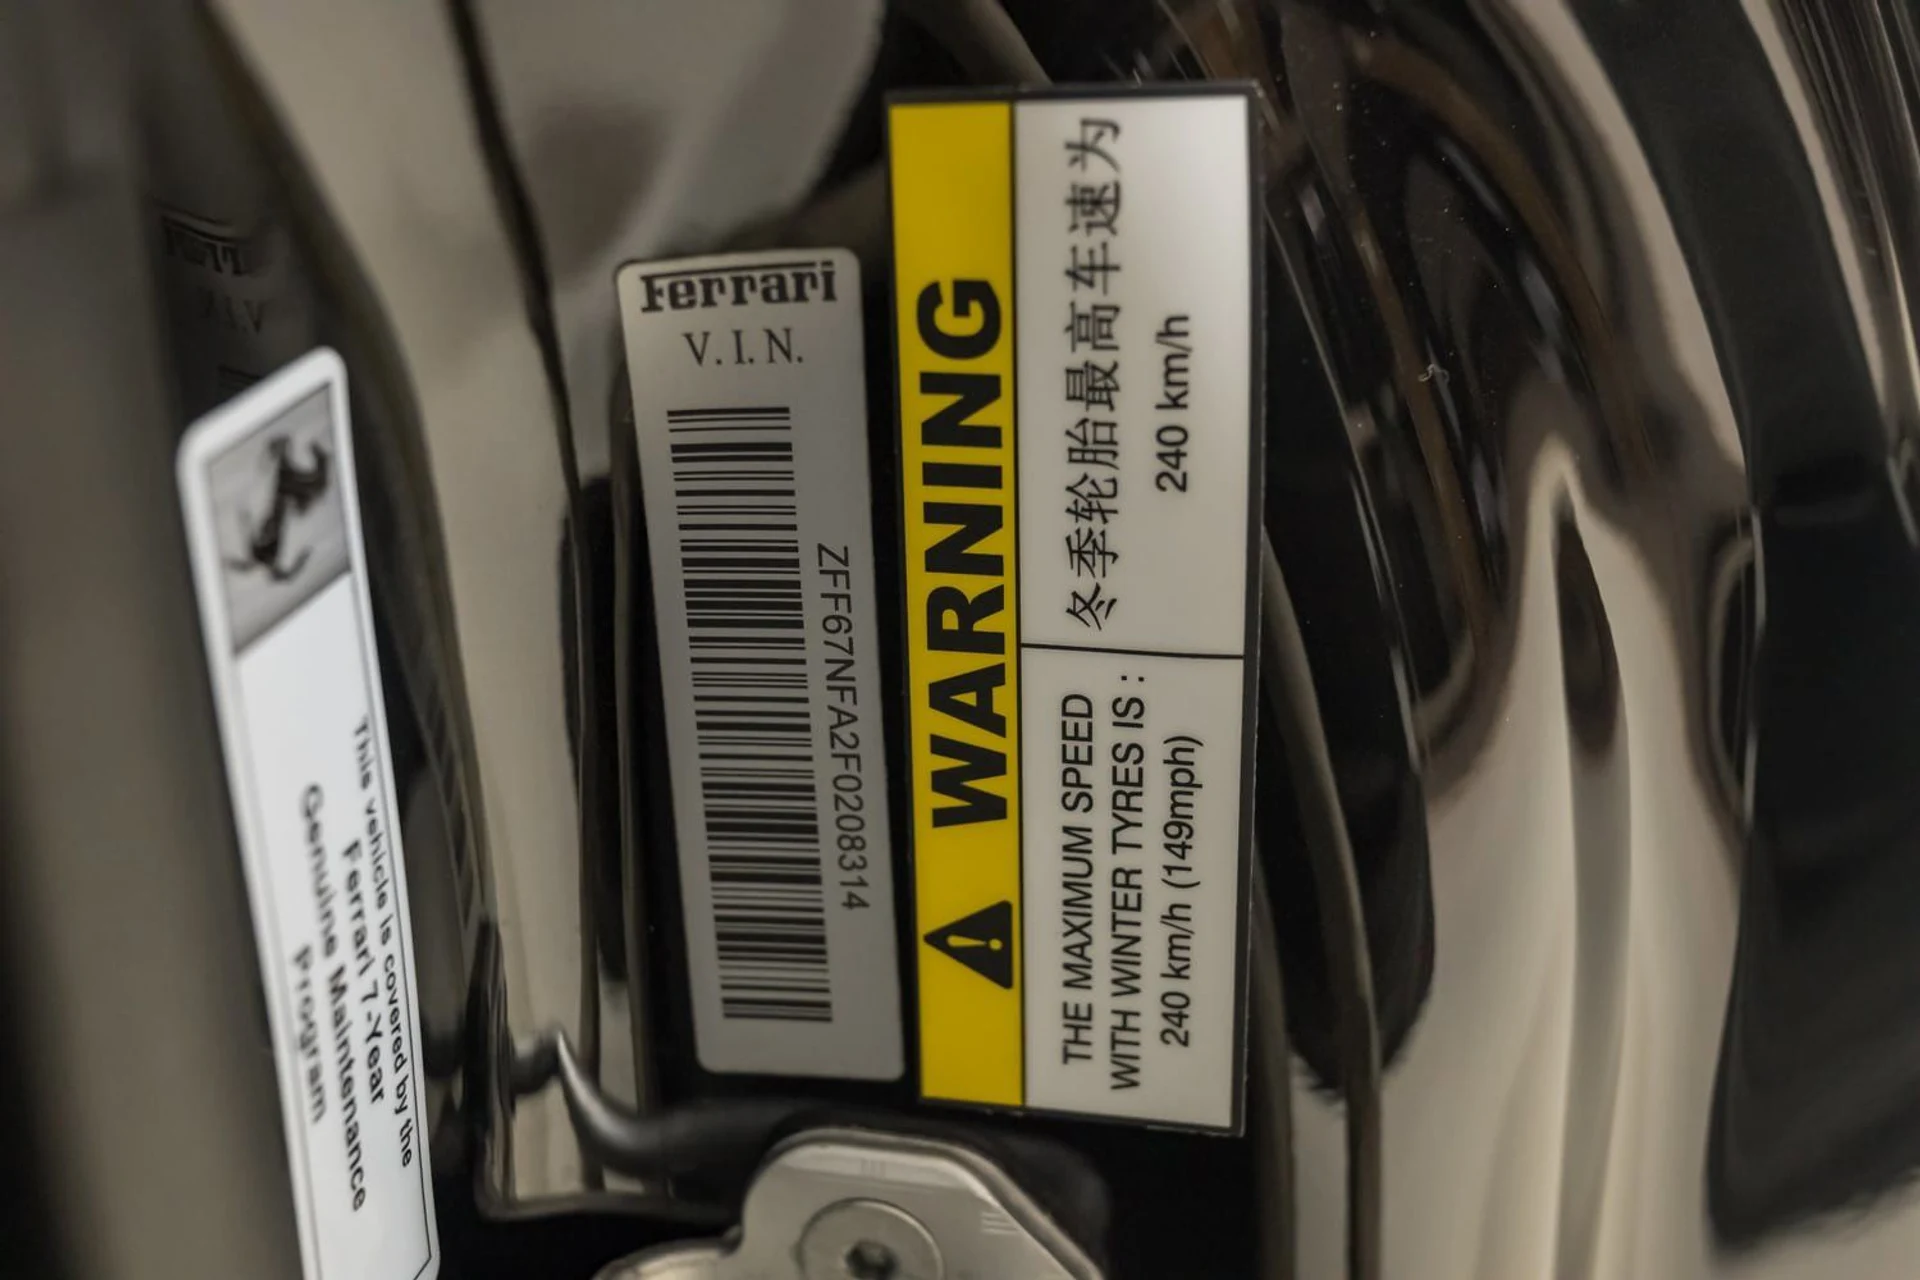 This vehicle is covered by the
Ferrari 7-Year
Genuine Maintenance
Program
Ferrari
V.I.N.
ZFF67NFA2F0208314
WARNING
冬季轮胎最高车速为
240 km/h
THE MAXIMUM SPEED
WITH WINTER TYRES IS :
240 km/h (149mph)